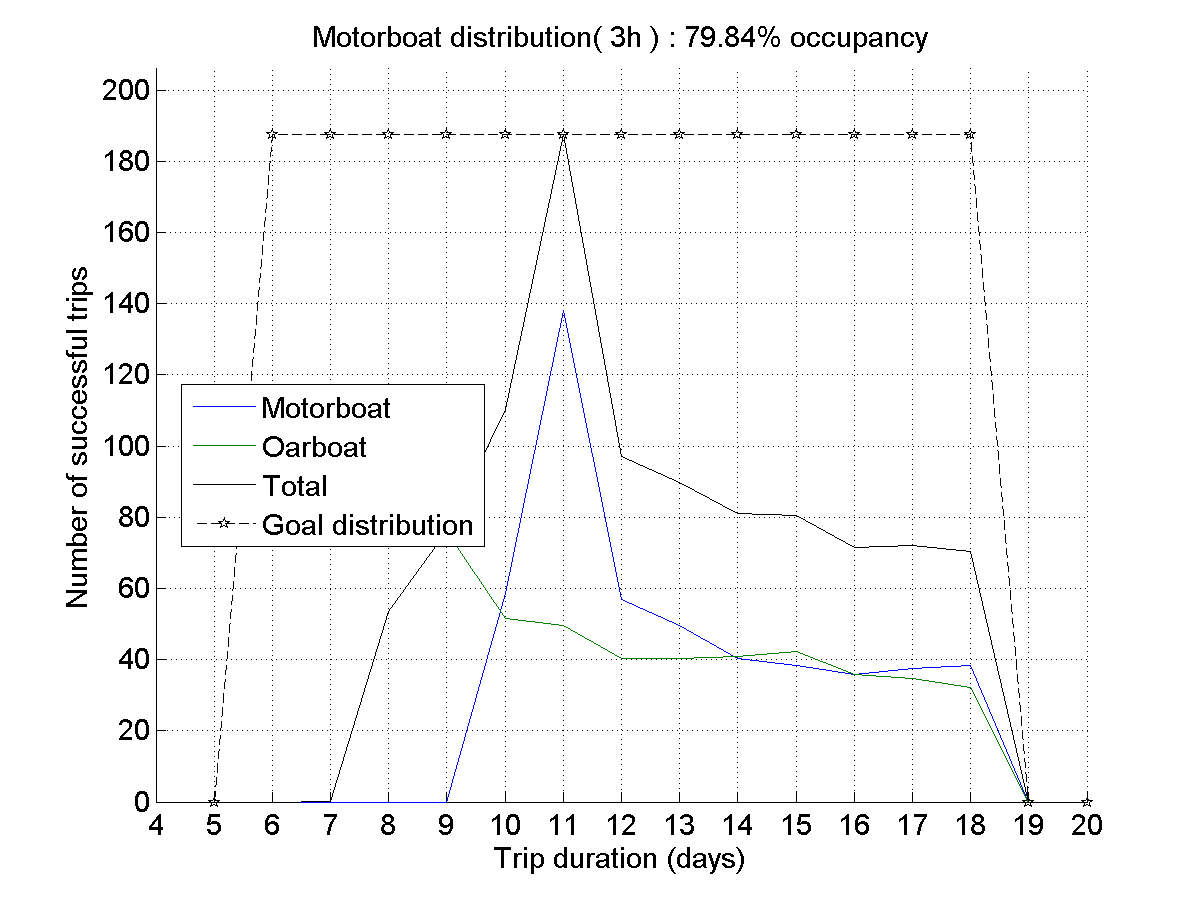 Motorboat distribution( 3h ) : 79.84% occupancy
200
180
160
140
120
100
80
60
40
20
0
Number of successful trips
Motorboat
Oarboat
Total
Goal distribution
4 5 6 7 8 9 10 11 12 13 14 15 16 17 18 19 20
Trip duration (days)